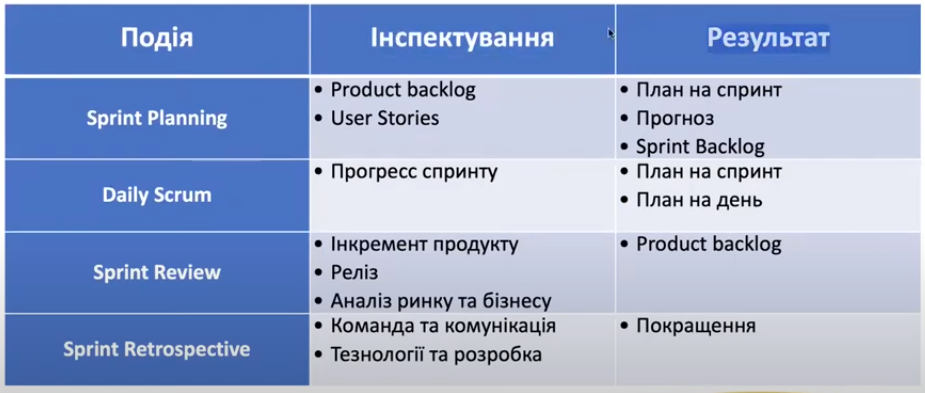 Подія
Інспектування
Результат
Sprint Planning
• Product backlog
• User Stories
• План на спринт
• Прогноз
• Sprint Backlog
Daily Scrum
• Прогресс спринту
• План на спринт
• План на день
Sprint Review
• Інкремент продукту
• Реліз
• Аналіз ринку та бізнесу
• Product backlog
Sprint Retrospective
• Команда та комунікація
• Тезнології та розробка
• Покращення